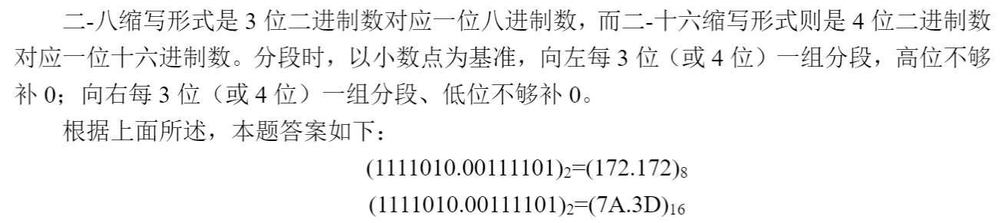 二-八缩写形式是 3 位二进制数对应一位八进制数，而二-十六缩写形式则是 4 位二进制数
对应一位十六进制数。分段时，以小数点为基准，向左每 3 位（或 4 位）一组分段，高位不够
补 0；向右每 3 位（或 4 位）一组分段、低位不够补 0。
根据上面所述，本题答案如下：
(1111010.00111101)₂=(172.172)₈
(1111010.00111101)₂=(7A.3D)₁₆